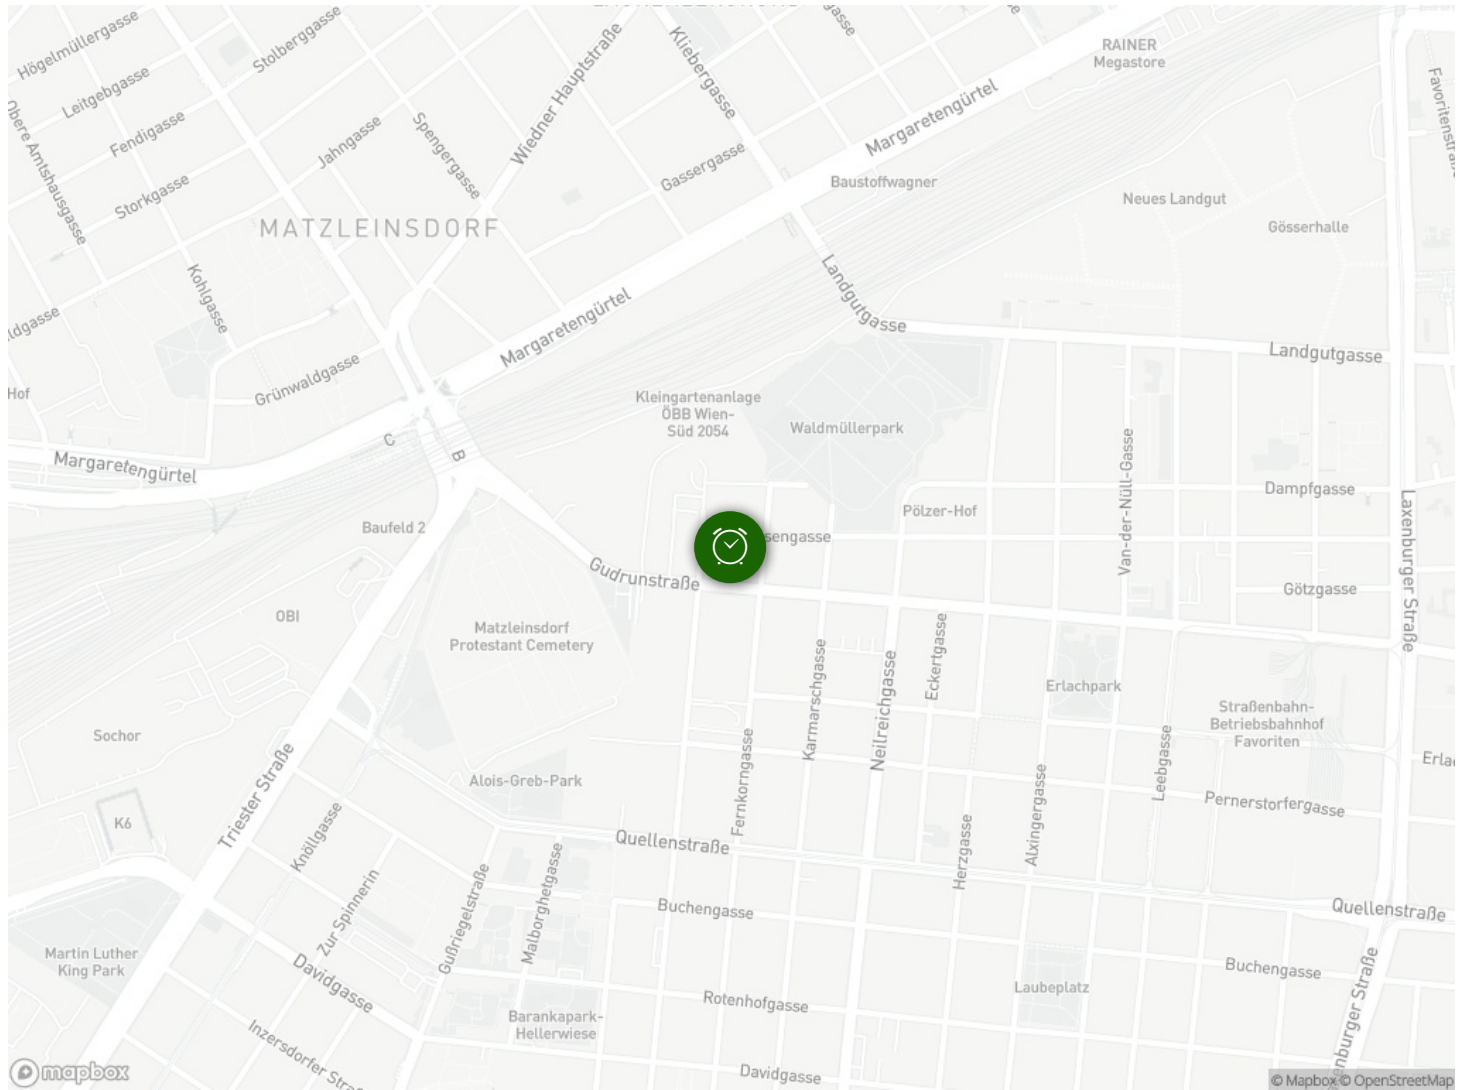 RAINER
Megastore
Högelmüllergasse
Stolberggasse
Leitgebgasse
Fendigasse
Obere Amtshausgasse
Jahngasse
Spengergasse
Wiedner Hauptstraße
Kliebergasse
Margaretengürtel
Gassergasse
Storkgasse
Baustoffwagner
Neues Landgut
Gösserhalle
MATZLEINSDORF
Kohlgasse
Landgutgasse
Margaretengürtel
Landgutgasse
Grünwaldgasse
Hof
Kleingartenanlage
ÖBB Wien-
Süd 2054
Waldmüllerpark
C
B
Margaretengürtel
Dampfgasse
Van-der-Nüll-Gasse
Laxenburger Straße
Pölzer-Hof
Baufeld 2
sengasse
Gudrunstraße
Götzgasse
OBI
Matzleinsdorf
Protestant Cemetery
Karmarschgasse
Neilreichgasse
Eckertgasse
Erlachpark
Straßenbahn-
Betriebsbahnhof
Favoriten
Sochor
Triester Straße
Alois-Greb-Park
Fernkorngasse
Leebgasse
Erla
Pernerstorfergasse
K6
Knöllgasse
Quellenstraße
Herzgasse
Alxingergasse
Zur Spinnerin
Gußriegelstraße
Malborghetgasse
Buchengasse
Quellenstraße
Martin Luther
King Park
Davidgasse
Buchengasse
Laubeplatz
Rotenhofgasse
Barankapark-
Hellerwiese
Inzersdorfer Stra
enburger Straße
Davidgasse
mapbox
© Mapbox © OpenStreetMap